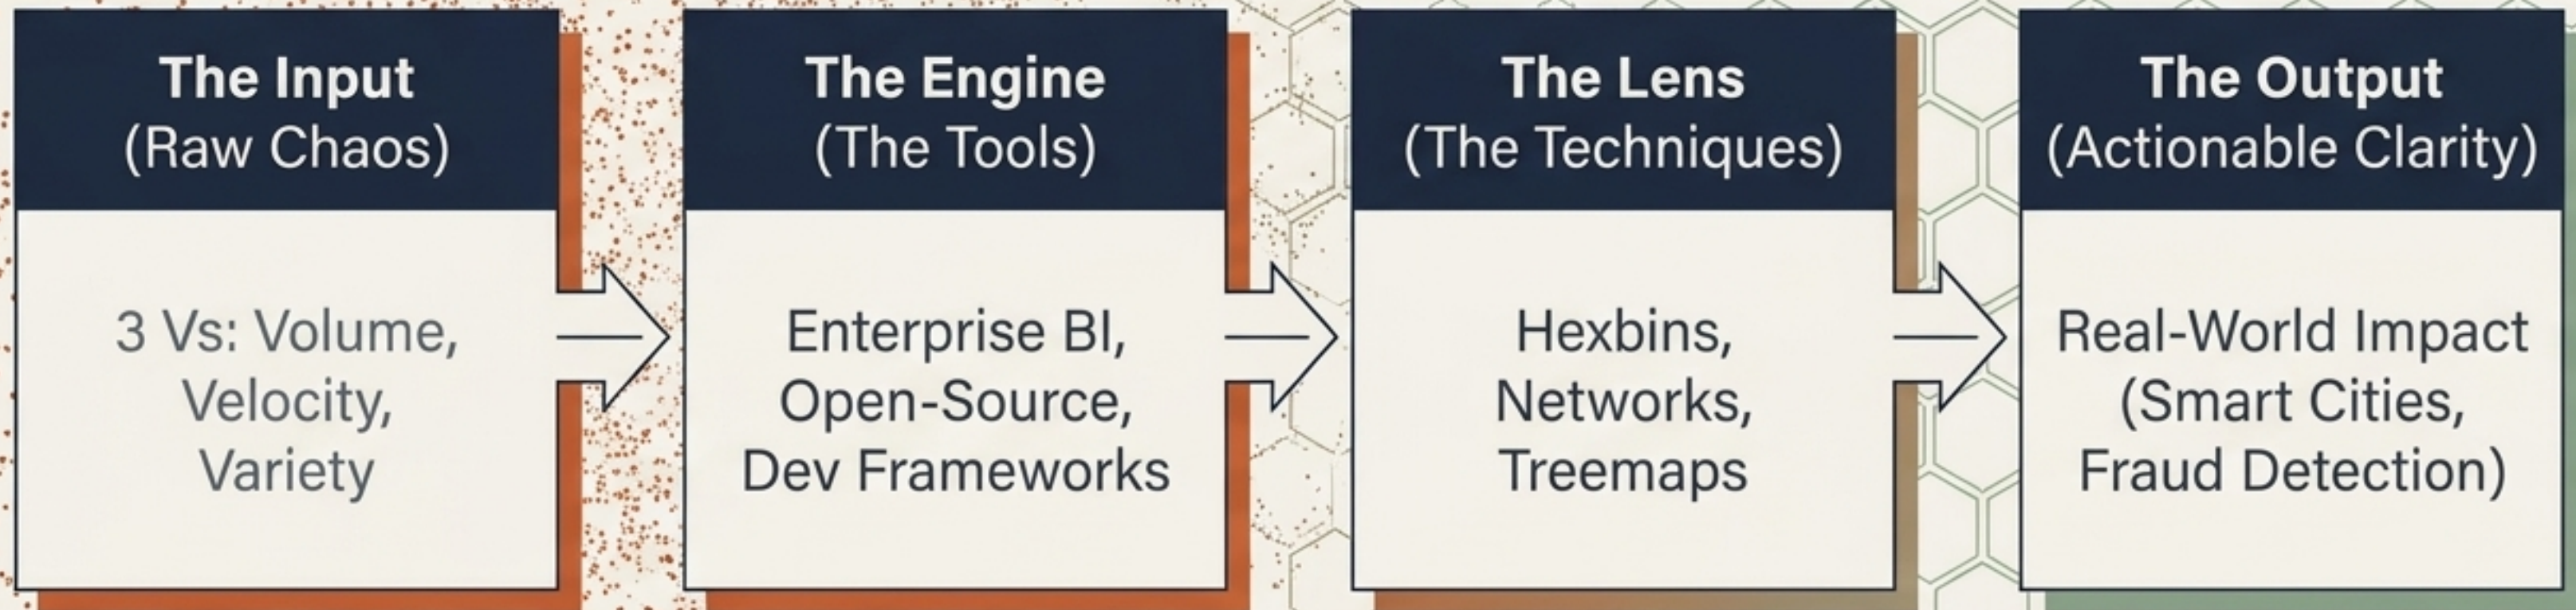 The Input
(Raw Chaos)
3 Vs: Volume,
Velocity,
Variety
The Engine
(The Tools)
Enterprise BI,
Open-Source,
Dev Frameworks
The Lens
(The Techniques)
Hexbins,
Networks,
Treemaps
The Output
(Actionable Clarity)
Real-World Impact
(Smart Cities,
Fraud Detection)